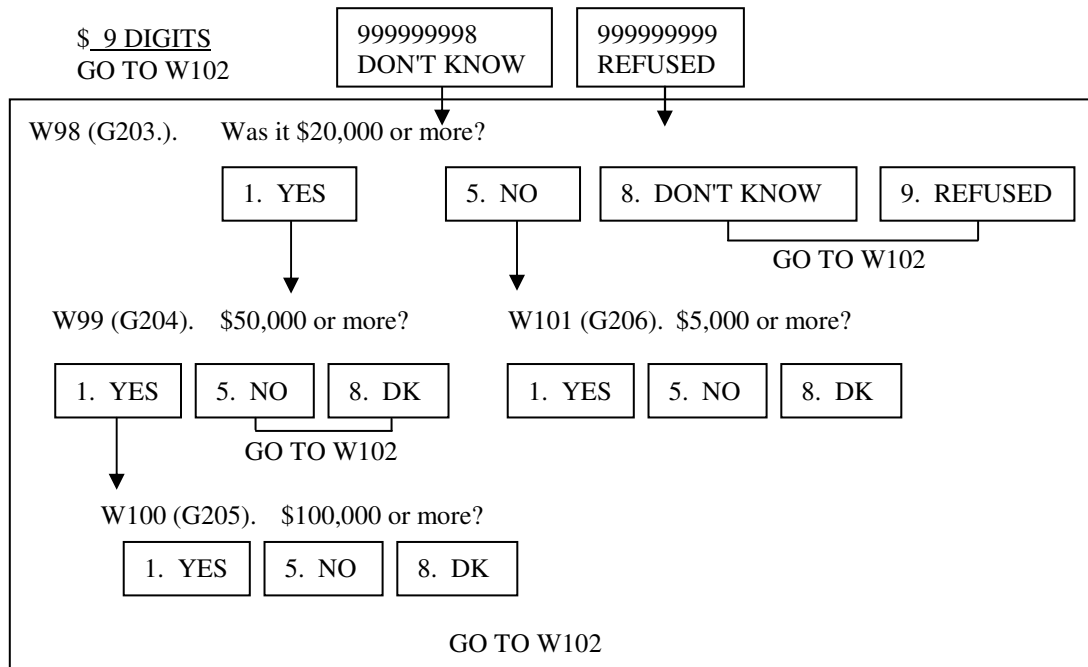 $ 9 DIGITS
GO TO W102
999999998
DON'T KNOW
999999999
REFUSED
W98 (G203.). Was it $20,000 or more?
1. YES
5. NO
8. DON'T KNOW
9. REFUSED
GO TO W102
W99 (G204). $50,000 or more?
W101 (G206). $5,000 or more?
1. YES
5. NO
8. DK
1. YES
5. NO
8. DK
GO TO W102
W100 (G205). $100,000 or more?
1. YES
5. NO
8. DK
GO TO W102